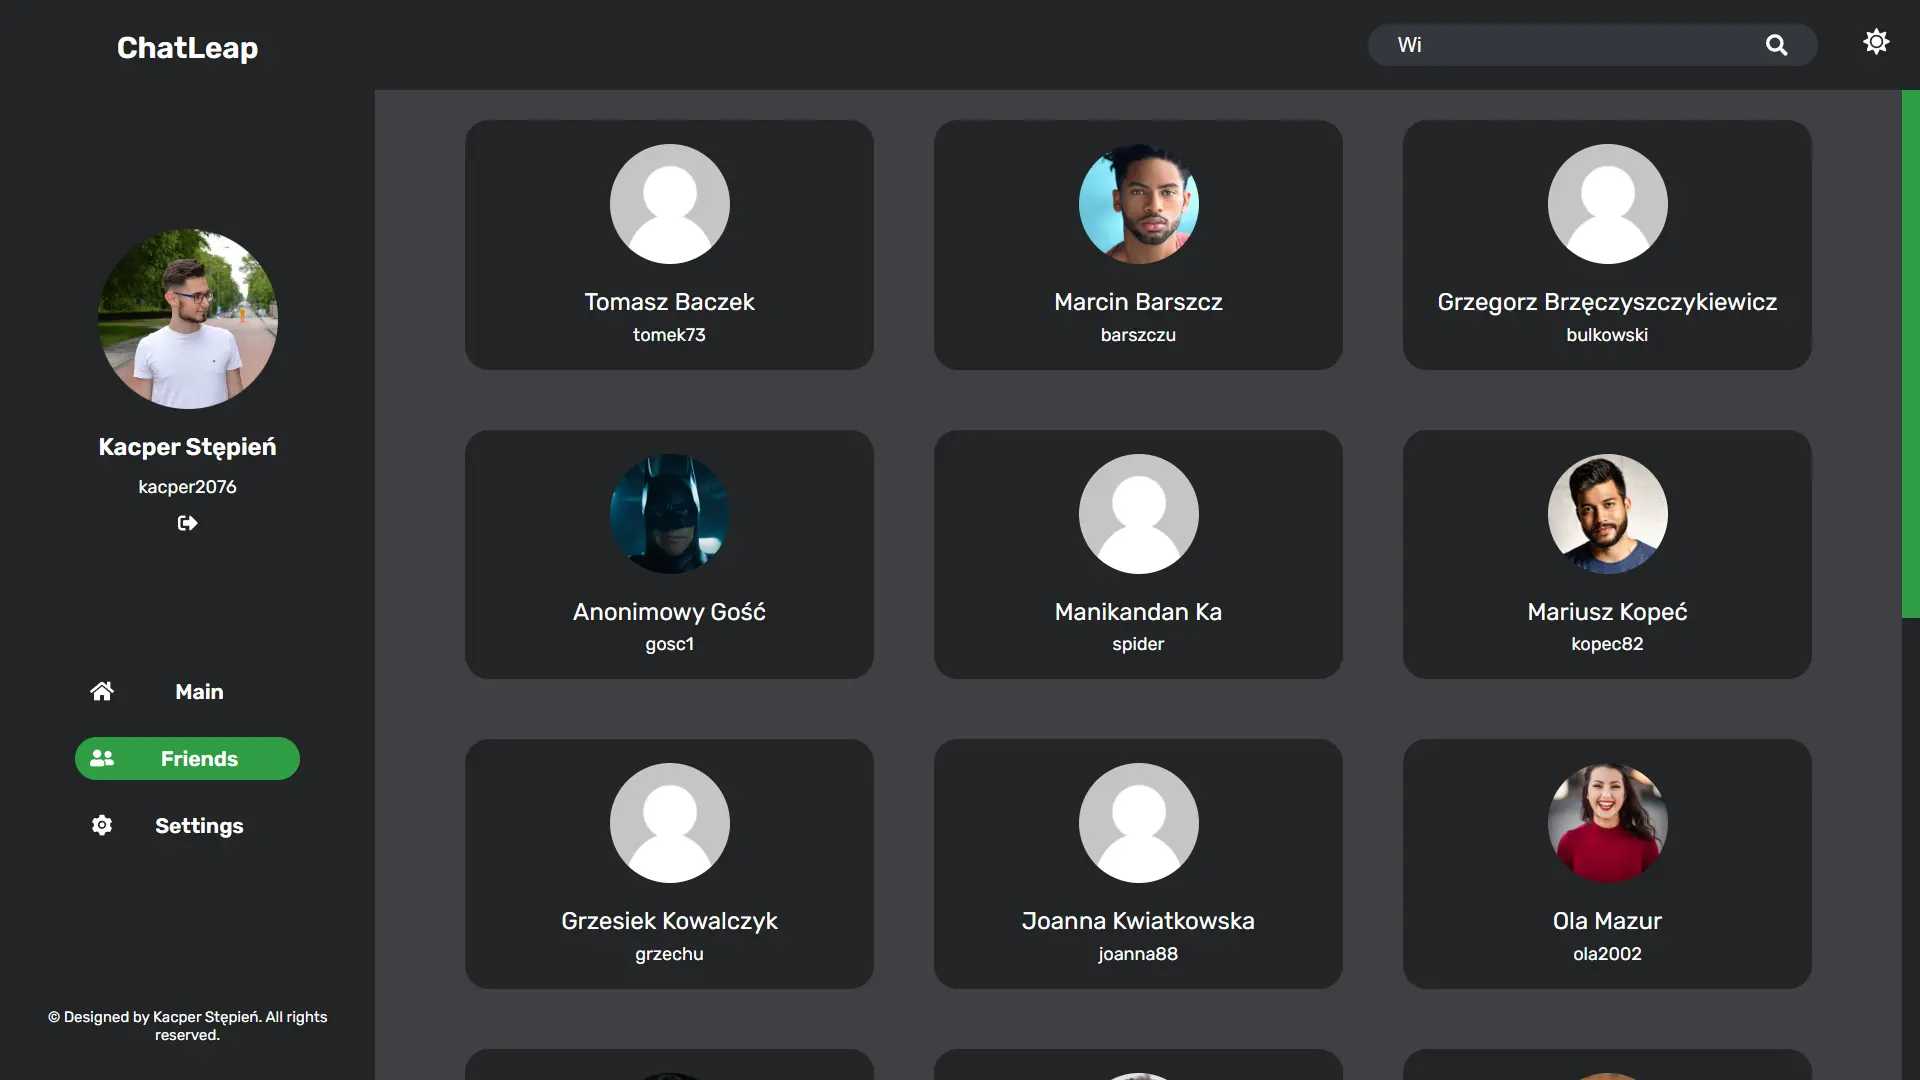 ChatLeap
Wi
Kacper Stępień
kacper2076
Main
Friends
Settings
© Designed by Kacper Stępień. All rights
reserved.
Tomasz Baczek
tomek73
Marcin Barszcz
barszczu
Grzegorz Brzęczyszczykiewicz
bulkowski
Anonimowy Gość
gosc1
Manikandan Ka
spider
Mariusz Kopeć
kopec82
Grzesiek Kowalczyk
grzechu
Joanna Kwiatkowska
joanna88
Ola Mazur
ola2002